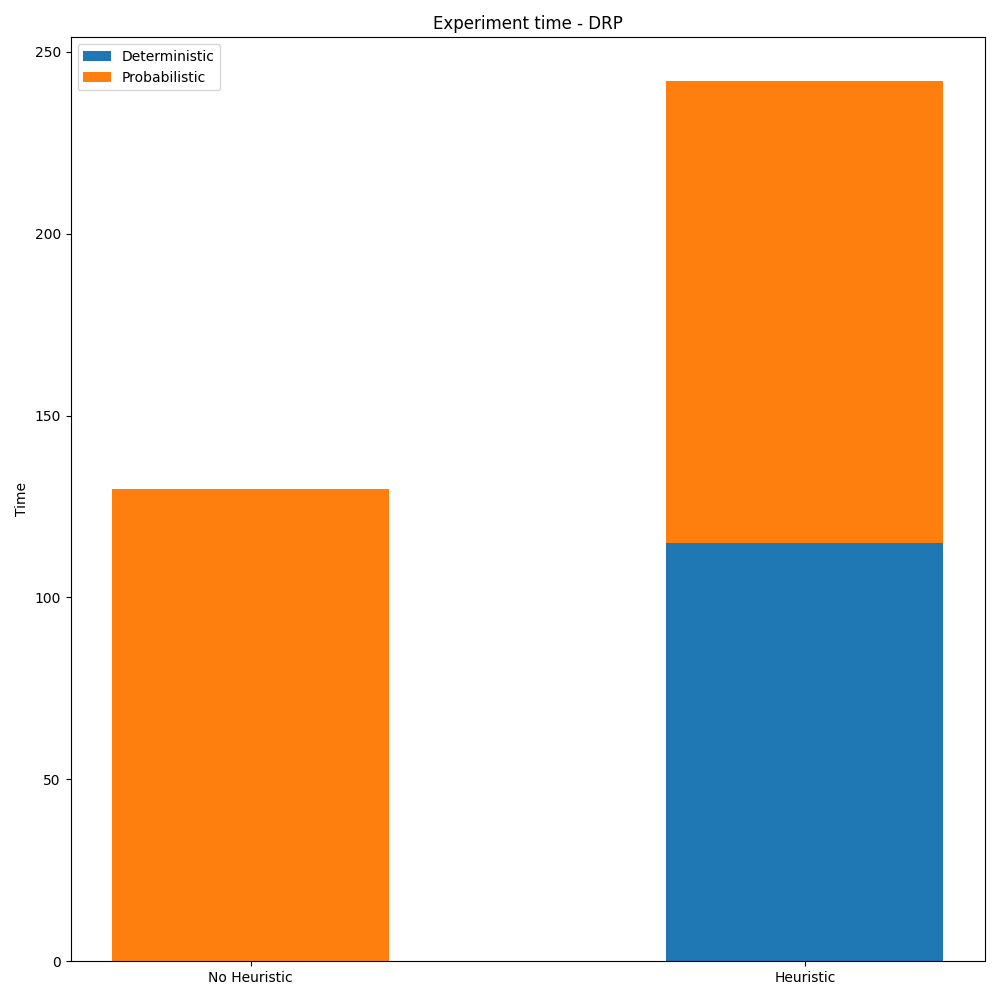 Experiment time - DRP
Deterministic
Probabilistic
250
200
150
100
50
0
Time
No Heuristic
Heuristic